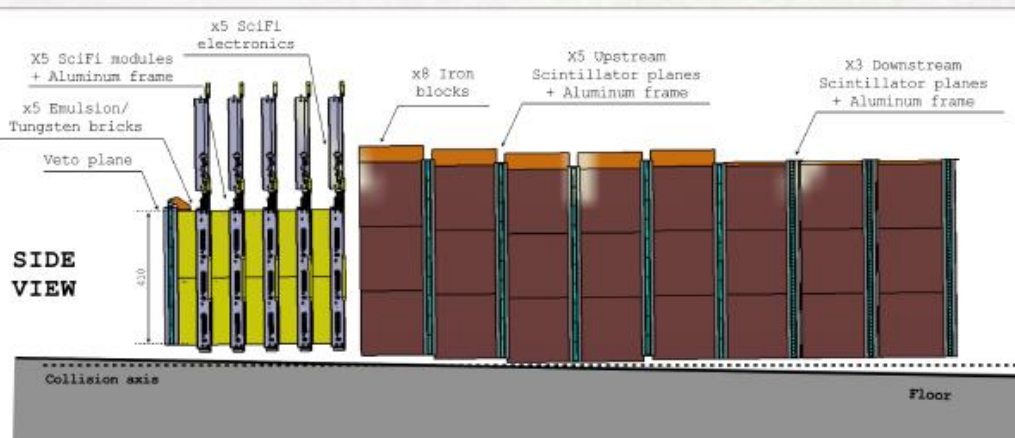 x5 SciFi
electronics
X5 SciFi modules
+ Aluminum frame
x5 Emulsion/
Tungsten bricks
Veto plane
x8 Iron
blocks
X5 Upstream
Scintillator planes
+ Aluminum frame
X3 Downstream
Scintillator planes
+ Aluminum frame
SIDE
VIEW
410
Collision axis
Floor